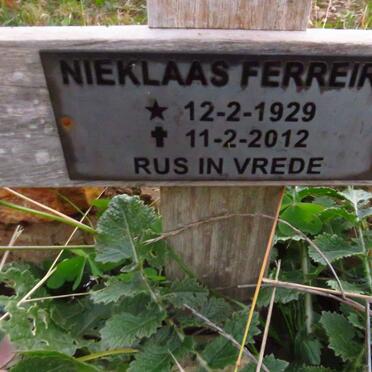 NIEKLAAS FERREIR
★ 12-2-1929
✝ 11-2-2012
RUS IN VREDE